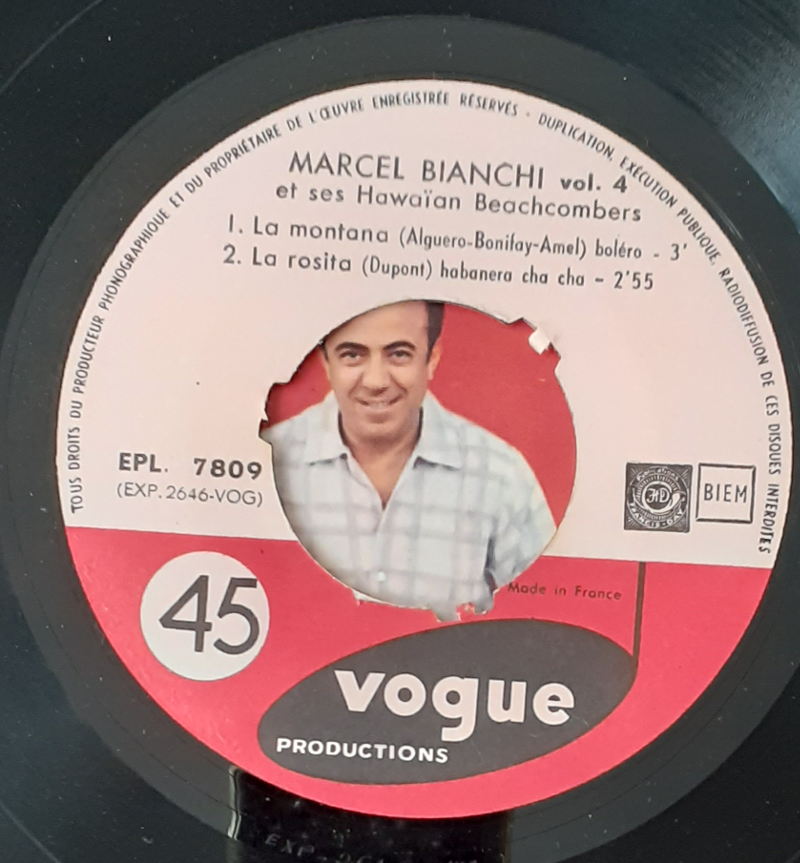 TOUS DROITS DU PRODUCTEUR PHONOGRAPHIQUE ET DU PROPRIÉTAIRE DE L'ŒUVRE ENREGISTRÉE RÉSERVÉS - DUPLICATION, EXÉCUTION PUBLIQUE, RADIODIFFUSION DE CES DISQUES INTERDITES
MARCEL BIANCHI vol. 4
et ses Hawaïan Beachcombers
1. La montana (Alguero-Bonifay-Amel) boléro - 3'
2. La rosita (Dupont) habanera cha cha - 2'55
EPL. 7809
(EXP. 2646-VOG)
BIEM
Made in France
45
vogue
PRODUCTIONS
EXP